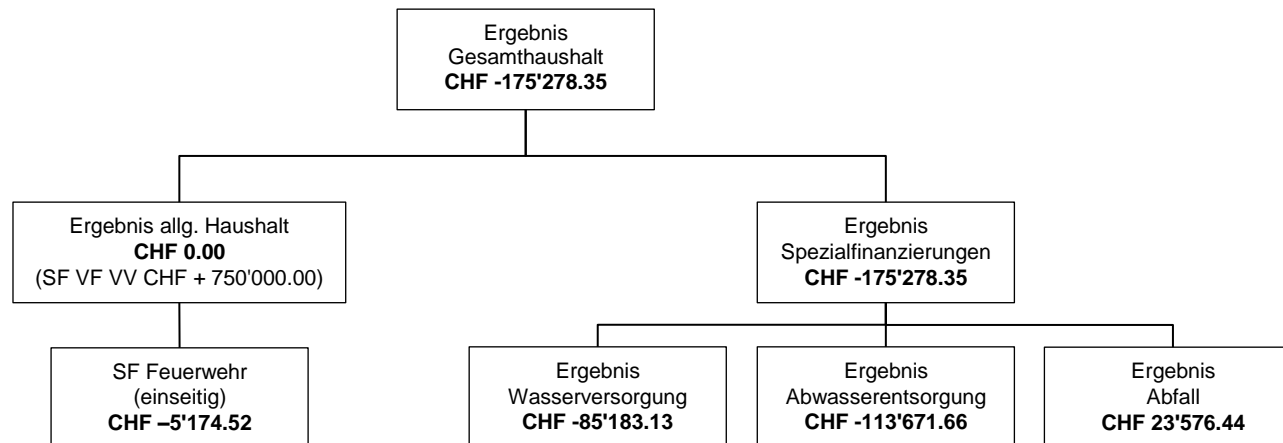 Ergebnis
Gesamthaushalt
CHF -175'278.35
Ergebnis allg. Haushalt
CHF 0.00
(SF VF VV CHF + 750'000.00)
Ergebnis
Spezialfinanzierungen
CHF -175'278.35
SF Feuerwehr
(einseitig)
CHF –5'174.52
Ergebnis
Wasserversorgung
CHF -85'183.13
Ergebnis
Abwasserentsorgung
CHF -113'671.66
Ergebnis
Abfall
CHF 23'576.44